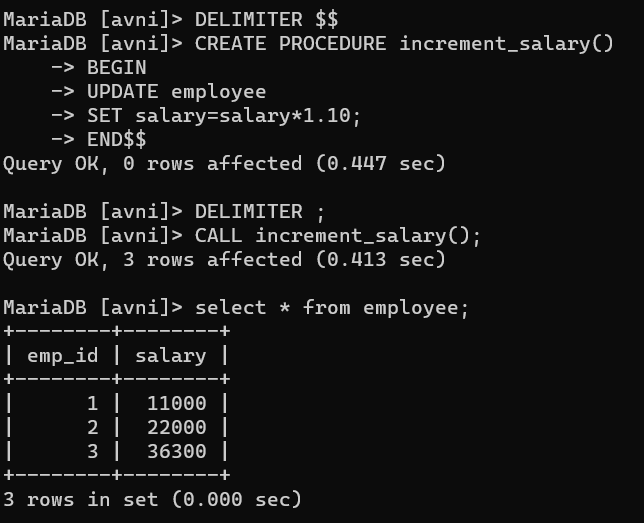 MariaDB [avni]> DELIMITER $$
MariaDB [avni]> CREATE PROCEDURE increment_salary()
    -> BEGIN
    -> UPDATE employee
    -> SET salary=salary*1.10;
    -> END$$
Query OK, 0 rows affected (0.447 sec)

MariaDB [avni]> DELIMITER ;
MariaDB [avni]> CALL increment_salary();
Query OK, 3 rows affected (0.413 sec)

MariaDB [avni]> select * from employee;
+--------+--------+
| emp_id | salary |
+--------+--------+
|      1 |  11000 |
|      2 |  22000 |
|      3 |  36300 |
+--------+--------+
3 rows in set (0.000 sec)